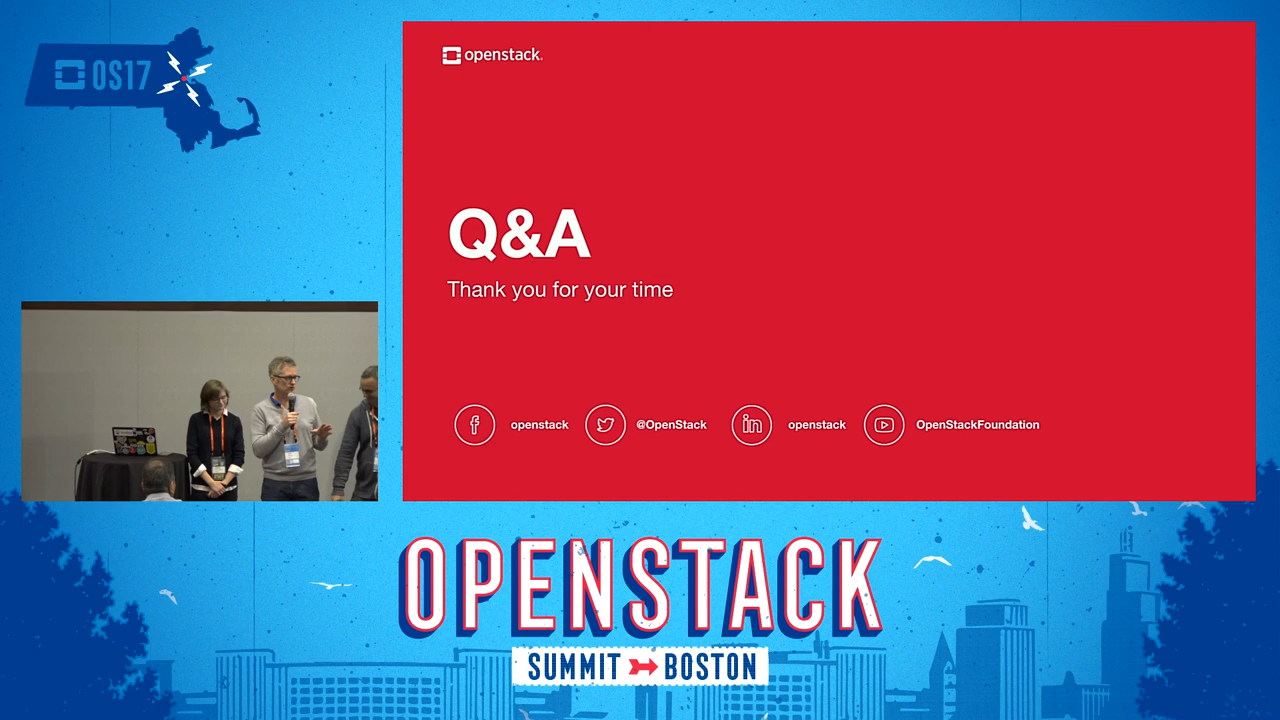 OS17
openstack.
Q&A
Thank you for your time
openstack
@OpenStack
openstack
OpenStackFoundation
OPENSTACK
SUMMIT BOSTON